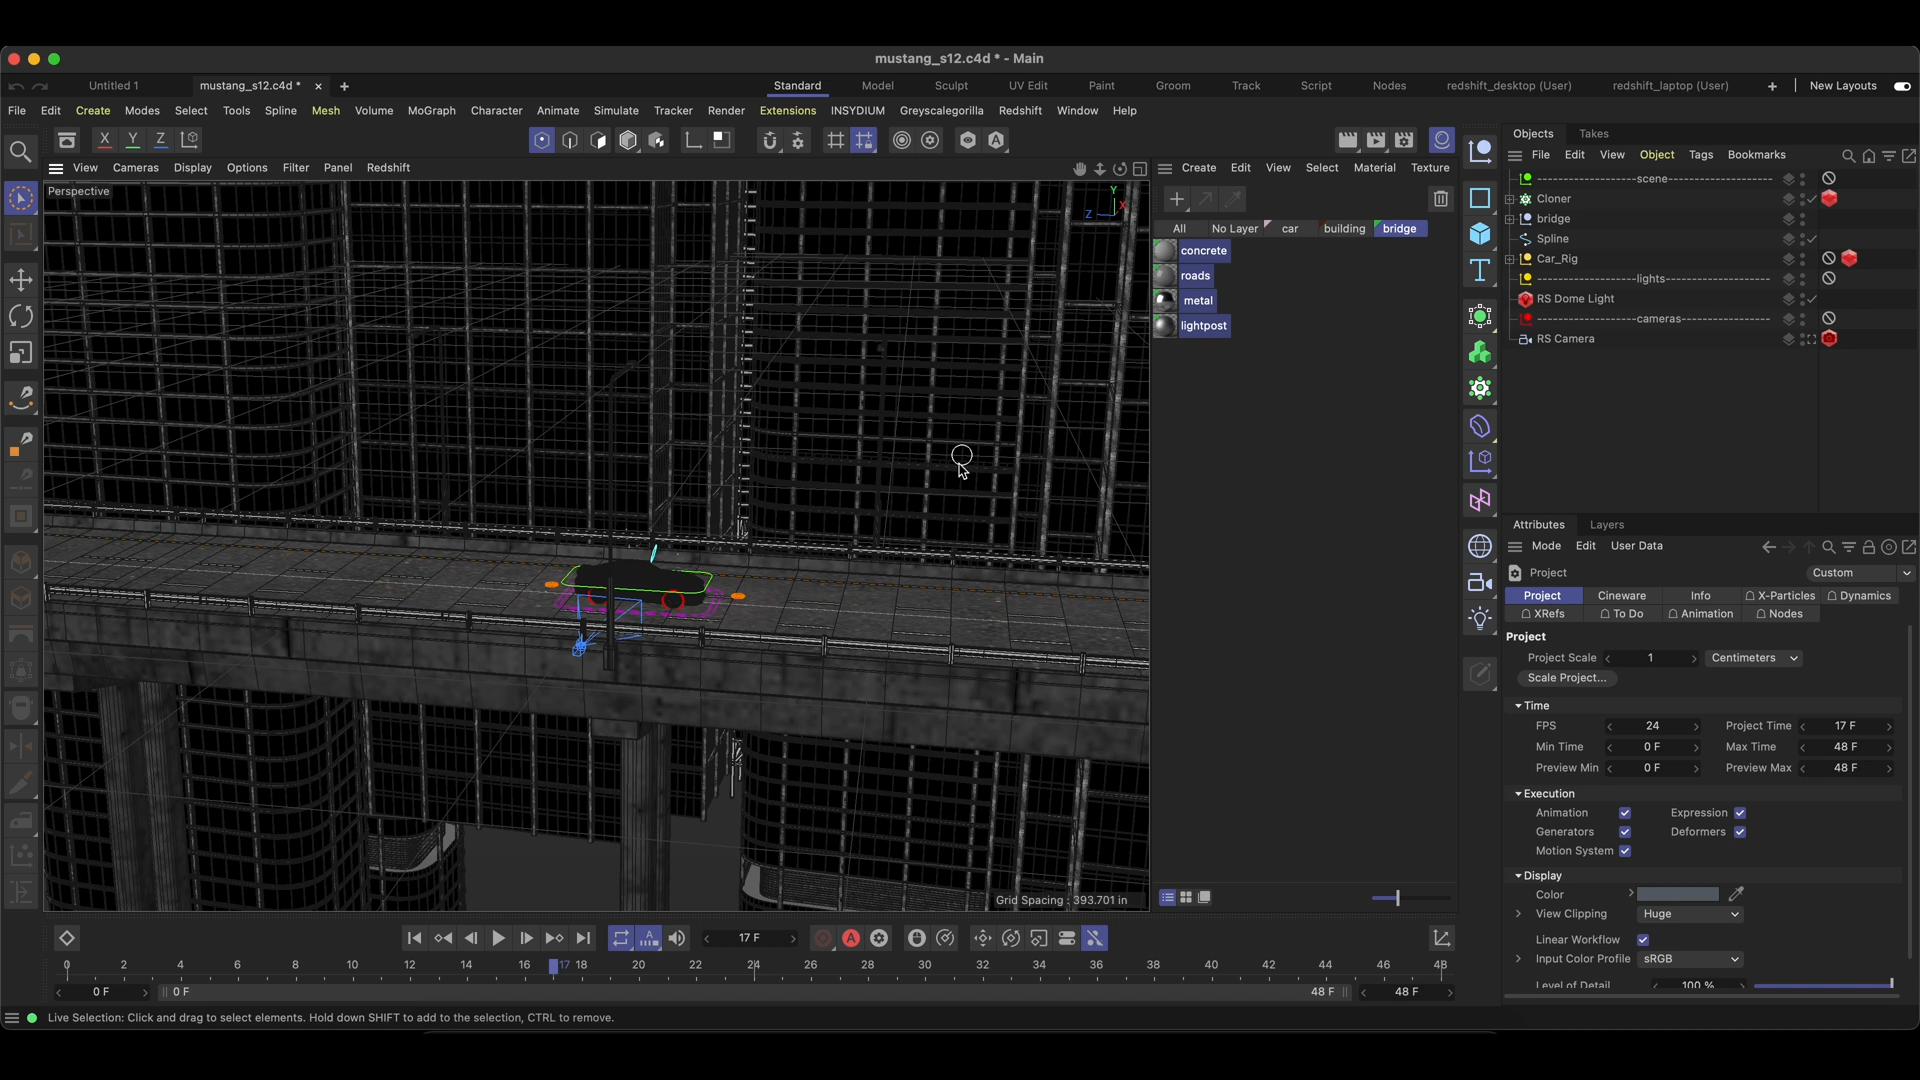 mustang_s12.c4d * - Main
Untitled 1
mustang_s12.c4d *
Standard Model Sculpt UV Edit Paint Groom Track Script Nodes redshift_desktop (User) redshift_laptop (User) New Layouts
File Edit Create Modes Select Tools Spline Mesh Volume MoGraph Character Animate Simulate Tracker Render Extensions INSYDIUM Greyscalegorilla Redshift Window Help
X Y Z
View Cameras Display Options Filter Panel Redshift
Perspective
Y
X
Z
Grid Spacing : 393.701 in
Create Edit View Select Material Texture
All No Layer car building bridge
concrete
roads
metal
lightpost
Objects Takes
File Edit View Object Tags Bookmarks
--------------------scene--------------------
Cloner
bridge
Spline
Car_Rig
--------------------lights--------------------
RS Dome Light
--------------------cameras------------------
RS Camera
Attributes Layers
Mode Edit User Data
Project Custom
Project Cineware Info X-Particles Dynamics
XRefs To Do Animation Nodes
Project
Project Scale 1 Centimeters
Scale Project...
Time
FPS 24 Project Time 17 F
Min Time 0 F Max Time 48 F
Preview Min 0 F Preview Max 48 F
Execution
Animation Expression
Generators Deformers
Motion System
Display
Color
View Clipping Huge
Linear Workflow
Input Color Profile sRGB
Level of Detail 100 %
17 F
0 2 4 6 8 10 12 14 16 17 18 20 22 24 26 28 30 32 34 36 38 40 42 44 46 48
0 F 0 F 48 F 48 F
Live Selection: Click and drag to select elements. Hold down SHIFT to add to the selection, CTRL to remove.